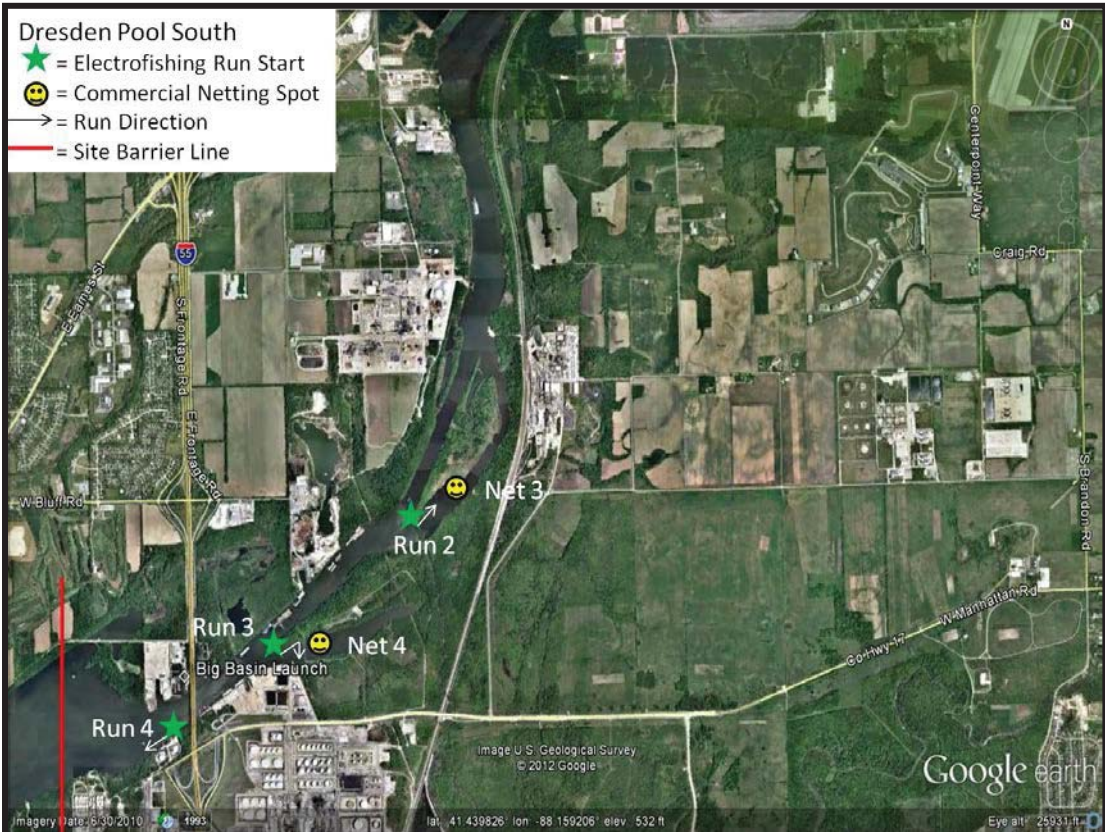 Dresden Pool South
= Electrofishing Run Start
= Commercial Netting Spot
= Run Direction
= Site Barrier Line
N
Centerpoint Way
Craig Rd
55
E Eames St
S Frontage Rd
E Frontage Rd
W Bluff Rd
S Brandon Rd
Net 3
Run 2
W Manhattan Rd
Co Hwy 17
Run 3
Net 4
Big Basin Launch
Run 4
Image U.S. Geological Survey
© 2012 Google
Google earth
Imagery Date: 6/30/2010
1993
lat 41.439826° lon -88.159206° elev 532 ft
Eye alt 25931 ft